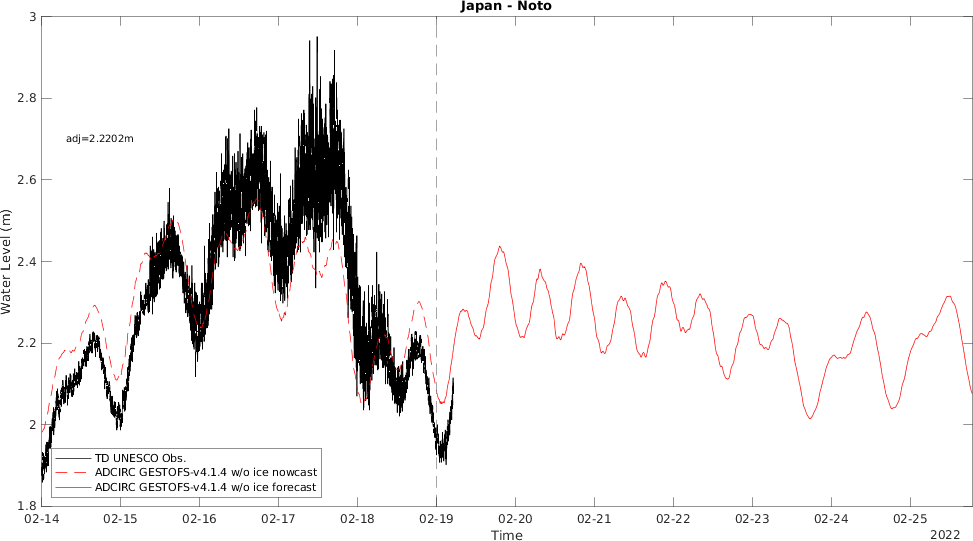 Japan - Noto
3
2.8
2.6
2.4
2.2
2
1.8
Water Level (m)
adj=2.2202m
TD UNESCO Obs.
ADCIRC GESTOFS-v4.1.4 w/o ice nowcast
ADCIRC GESTOFS-v4.1.4 w/o ice forecast
02-14 02-15 02-16 02-17 02-18 02-19 02-20 02-21 02-22 02-23 02-24 02-25
Time
2022